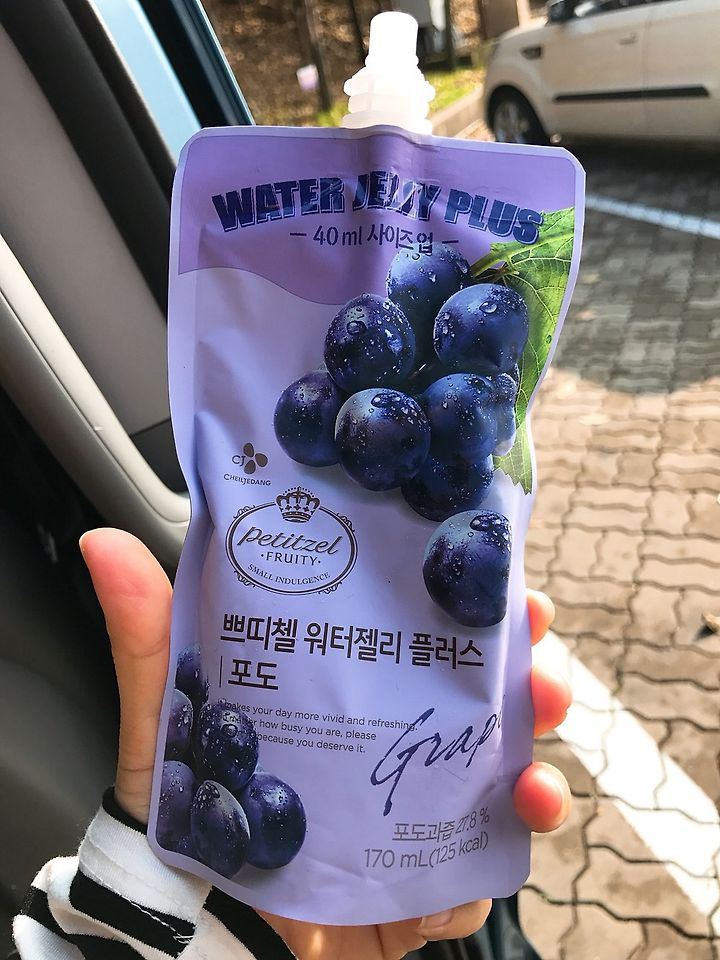 WATER JELLY PLUS
— 40 ml 사이즈업 —
CJ
CHEILJEDANG
Petitzel
·FRUITY·
SMALL INDULGENCE
쁘띠첼 워터젤리 플러스
| 포도
makes your day more vivid and refreshing.
how busy you are, please
because you deserve it.
Grape
포도과즙 27.8 %
170 mL(125 kcal)